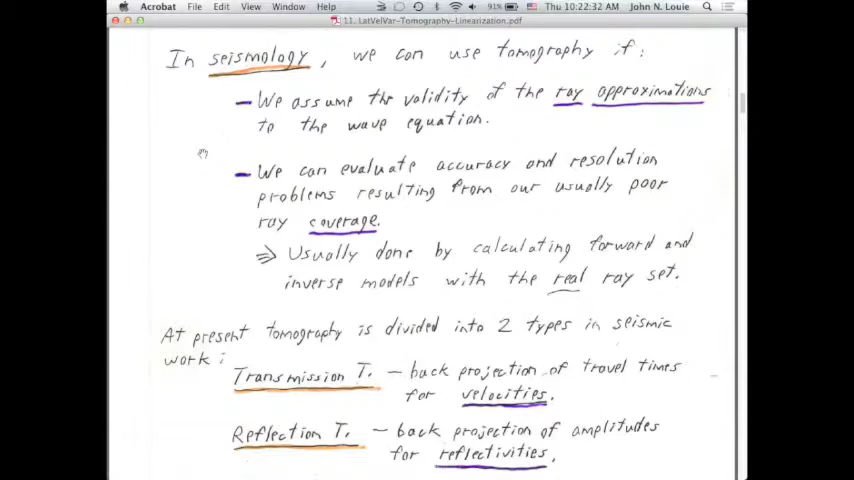 Acrobat File Edit View Window Help 91% Thu 10:22:32 AM John N. Louie
11. LatVelVar-Tomography-Linearization.pdf
In seismology, we can use tomography if:
- We assume the validity of the ray approximations
to the wave equation.
- We can evaluate accuracy and resolution
problems resulting from our usually poor
ray coverage.
⇒ Usually done by calculating forward and
inverse models with the real ray set.
At present tomography is divided into 2 types in seismic
work:
Transmission T. - back projection of travel times
for velocities.
Reflection T. - back projection of amplitudes
for reflectivities.